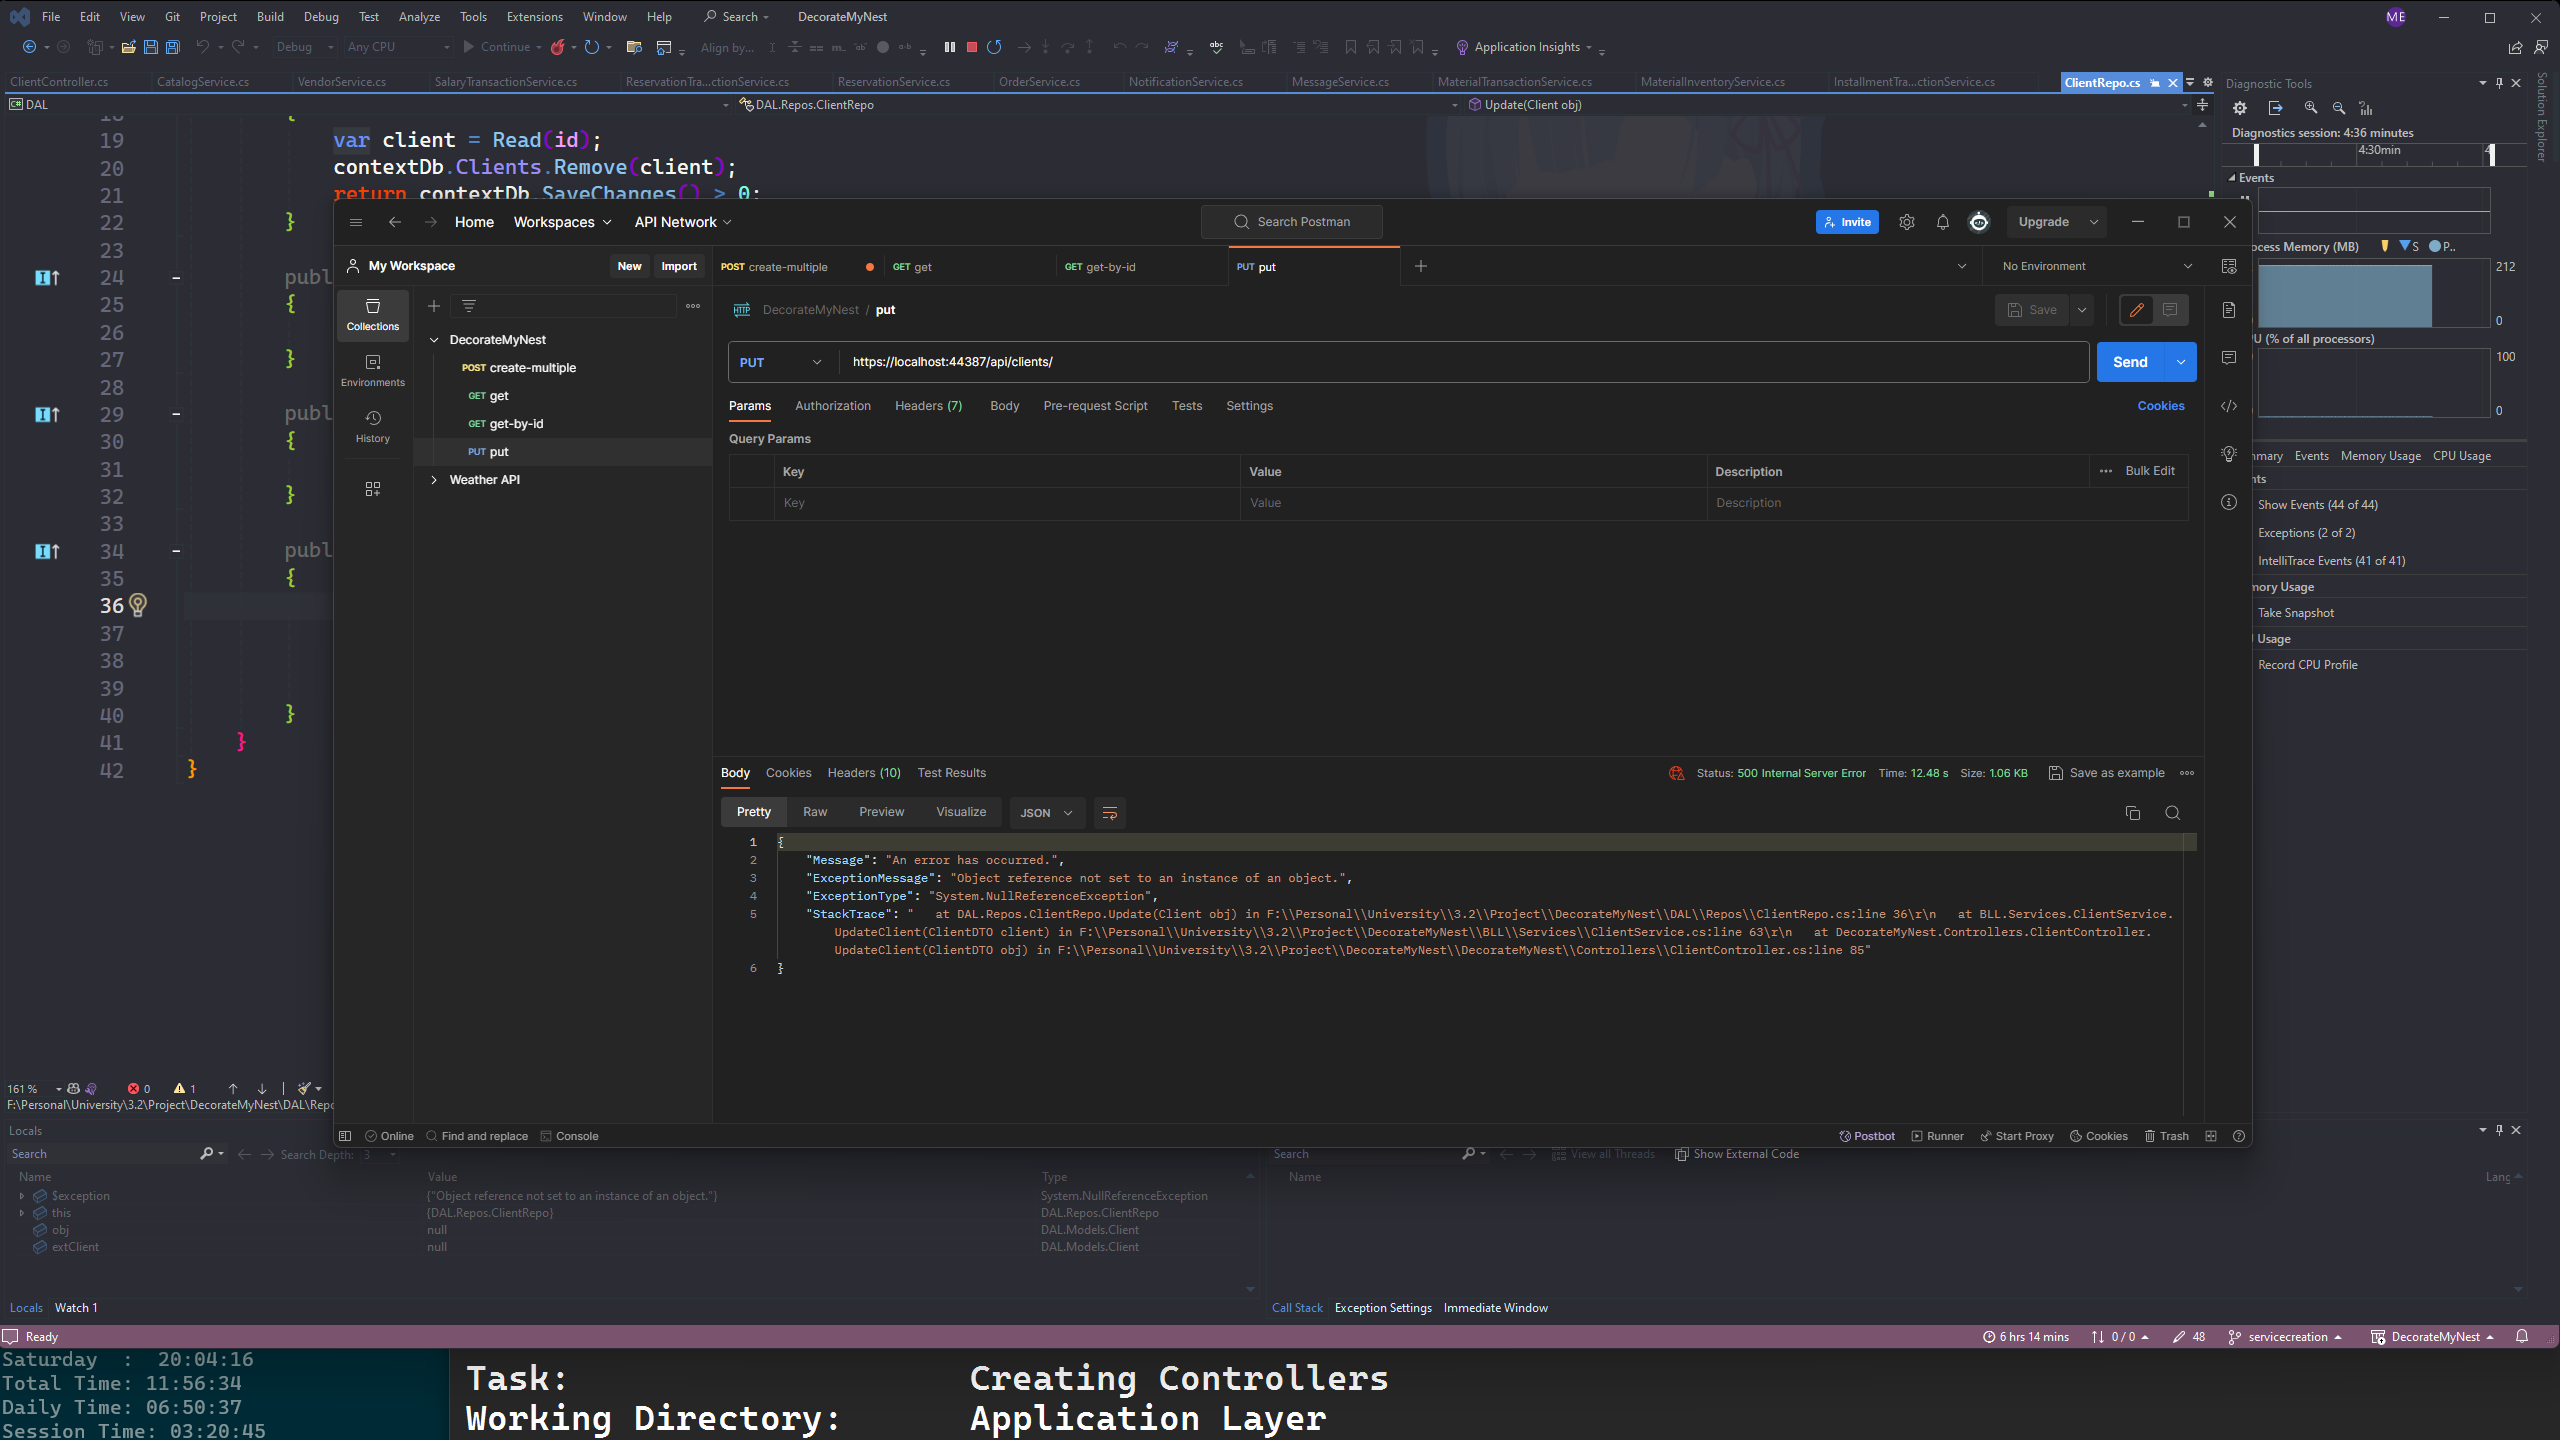 File Edit View Git Project Build Debug Test Analyze Tools Extensions Window Help Search DecorateMyNest ME
Debug Any CPU Continue Align by... Application Insights
ClientController.cs CatalogService.cs VendorService.cs SalaryTransactionService.cs ReservationTra...ctionService.cs ReservationService.cs OrderService.cs NotificationService.cs MessageService.cs MaterialTransactionService.cs MaterialInventoryService.cs InstallmentTra...ctionService.cs ClientRepo.cs
DAL DAL.Repos.ClientRepo Update(Client obj)
18 {
19 var client = Read(id);
20 contextDb.Clients.Remove(client);
21 return contextDb.SaveChanges() > 0;
22 }
23
24 publ
25 {
26
27 }
28
29 publ
30 {
31
32 }
33
34 publ
35 {
36
37
38
39
40 }
41 }
42 }
161 % 0 1
F:\Personal\University\3.2\Project\DecorateMyNest\DAL\Repo
Home Workspaces API Network Search Postman Invite Upgrade
My Workspace New Import POST create-multiple GET get GET get-by-id PUT put No Environment
Collections
Environments
History
DecorateMyNest
POST create-multiple
GET get
GET get-by-id
PUT put
Weather API
HTTP DecorateMyNest / put Save
PUT https://localhost:44387/api/clients/ Send
Params Authorization Headers (7) Body Pre-request Script Tests Settings Cookies
Query Params
Key Value Description Bulk Edit
Key Value Description
Body Cookies Headers (10) Test Results Status: 500 Internal Server Error Time: 12.48 s Size: 1.06 KB Save as example
Pretty Raw Preview Visualize JSON
1 {
2 "Message": "An error has occurred.",
3 "ExceptionMessage": "Object reference not set to an instance of an object.",
4 "ExceptionType": "System.NullReferenceException",
5 "StackTrace": "   at DAL.Repos.ClientRepo.Update(Client obj) in F:\\Personal\\University\\3.2\\Project\\DecorateMyNest\\DAL\\Repos\\ClientRepo.cs:line 36\r\n   at BLL.Services.ClientService.
UpdateClient(ClientDTO client) in F:\\Personal\\University\\3.2\\Project\\DecorateMyNest\\BLL\\Services\\ClientService.cs:line 63\r\n   at DecorateMyNest.Controllers.ClientController.
UpdateClient(ClientDTO obj) in F:\\Personal\\University\\3.2\\Project\\DecorateMyNest\\DecorateMyNest\\Controllers\\ClientController.cs:line 85"
6 }
Online Find and replace Console Postbot Runner Start Proxy Cookies Trash
Diagnostic Tools
Solution Explorer
Diagnostics session: 4:36 minutes
4:30min 4
Events
ocess Memory (MB) S P..
212
0
U (% of all processors)
100
0
mmary Events Memory Usage CPU Usage
nts
Show Events (44 of 44)
Exceptions (2 of 2)
IntelliTrace Events (41 of 41)
mory Usage
Take Snapshot
Usage
Record CPU Profile
Locals
Search Search Depth: 3
Name Value Type
$exception {"Object reference not set to an instance of an object."} System.NullReferenceException
this {DAL.Repos.ClientRepo} DAL.Repos.ClientRepo
obj null DAL.Models.Client
extClient null DAL.Models.Client
Locals Watch 1
Search View all Threads Show External Code
Name Lang
Call Stack Exception Settings Immediate Window
Ready 6 hrs 14 mins 0 / 0 48 servicecreation DecorateMyNest
Saturday : 20:04:16
Total Time: 11:56:34
Daily Time: 06:50:37
Session Time: 03:20:45
Task: Creating Controllers
Working Directory: Application Layer